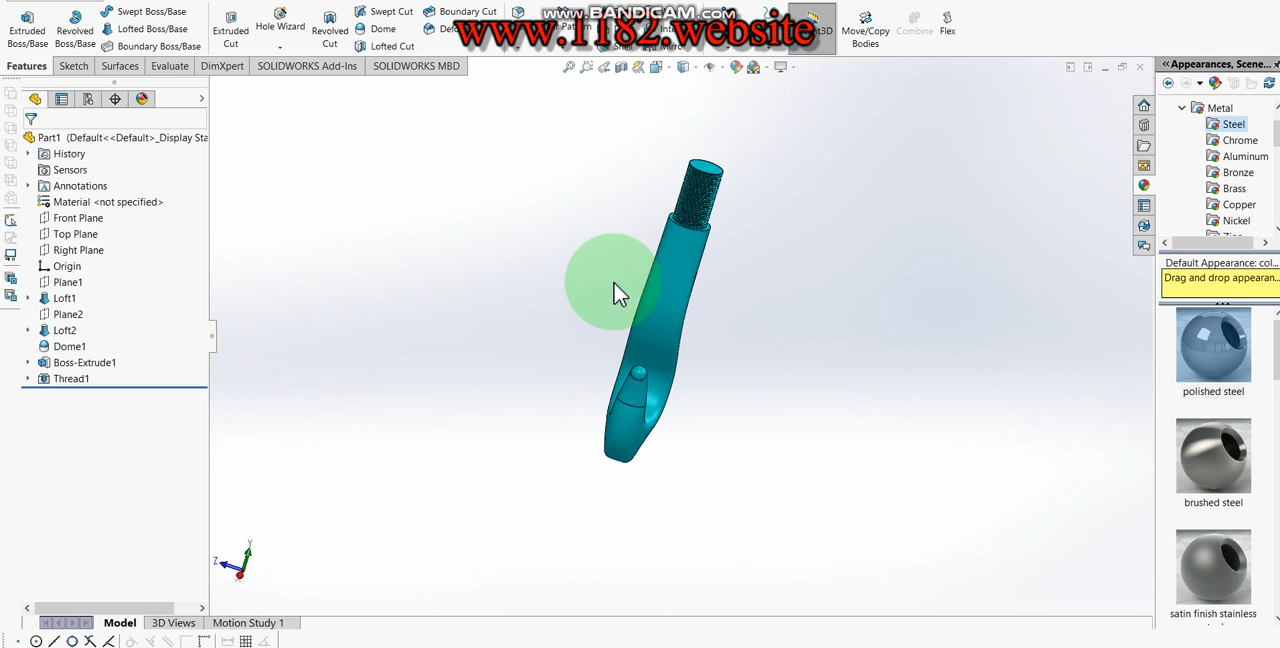 www.BANDICAM.com
www.1182.website
Extruded Boss/Base
Revolved Boss/Base
Swept Boss/Base
Lofted Boss/Base
Boundary Boss/Base
Extruded Cut
Hole Wizard
Revolved Cut
Swept Cut
Dome
Lofted Cut
Boundary Cut
Shell
Mirror
Move/Copy Bodies
Combine
Flex
Features
Sketch
Surfaces
Evaluate
DimXpert
SOLIDWORKS Add-Ins
SOLIDWORKS MBD
Part1 (Default<<Default>_Display Sta
History
Sensors
Annotations
Material <not specified>
Front Plane
Top Plane
Right Plane
Origin
Plane1
Loft1
Plane2
Loft2
Dome1
Boss-Extrude1
Thread1
Y
Z
X
Model
3D Views
Motion Study 1
Appearances, Scene...
Metal
Steel
Chrome
Aluminum
Bronze
Brass
Copper
Nickel
Default Appearance: col...
Drag and drop appearan...
polished steel
brushed steel
satin finish stainless